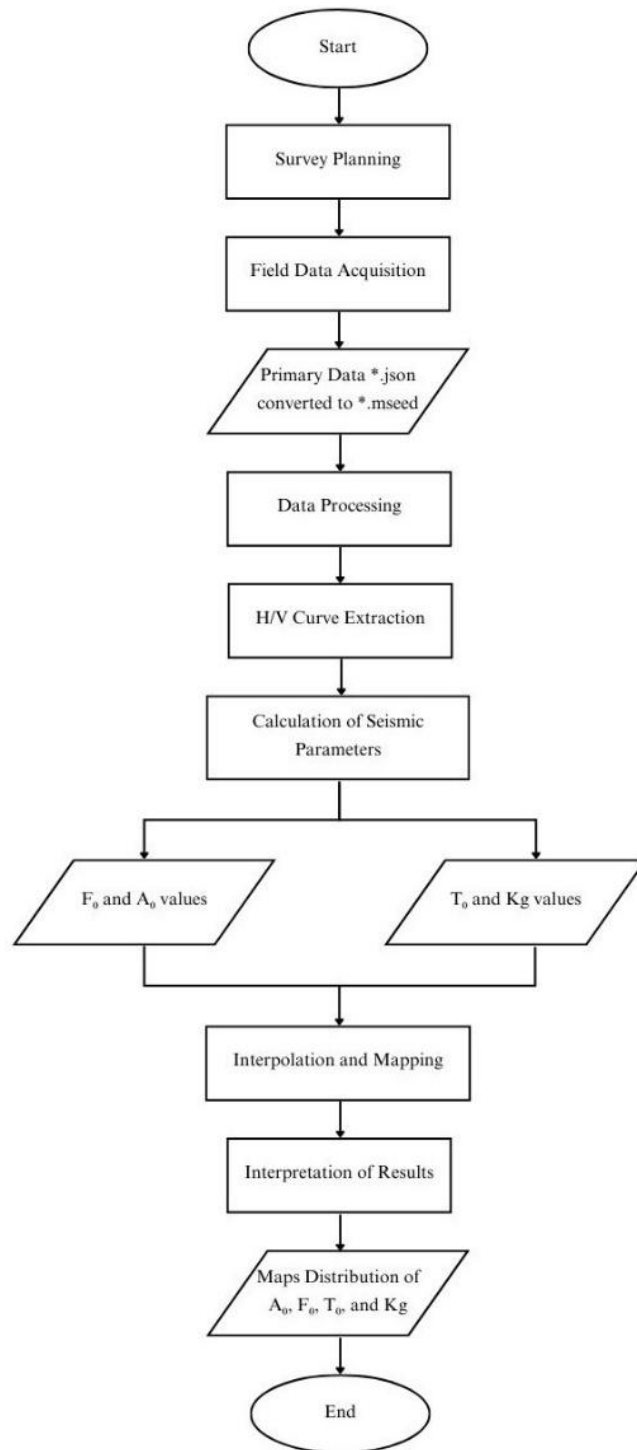 Start
Survey Planning
Field Data Acquisition
Primary Data *.json
converted to *.mseed
Data Processing
H/V Curve Extraction
Calculation of Seismic
Parameters
F₀ and A₀ values
T₀ and Kg values
Interpolation and Mapping
Interpretation of Results
Maps Distribution of
A₀, F₀, T₀, and Kg
End